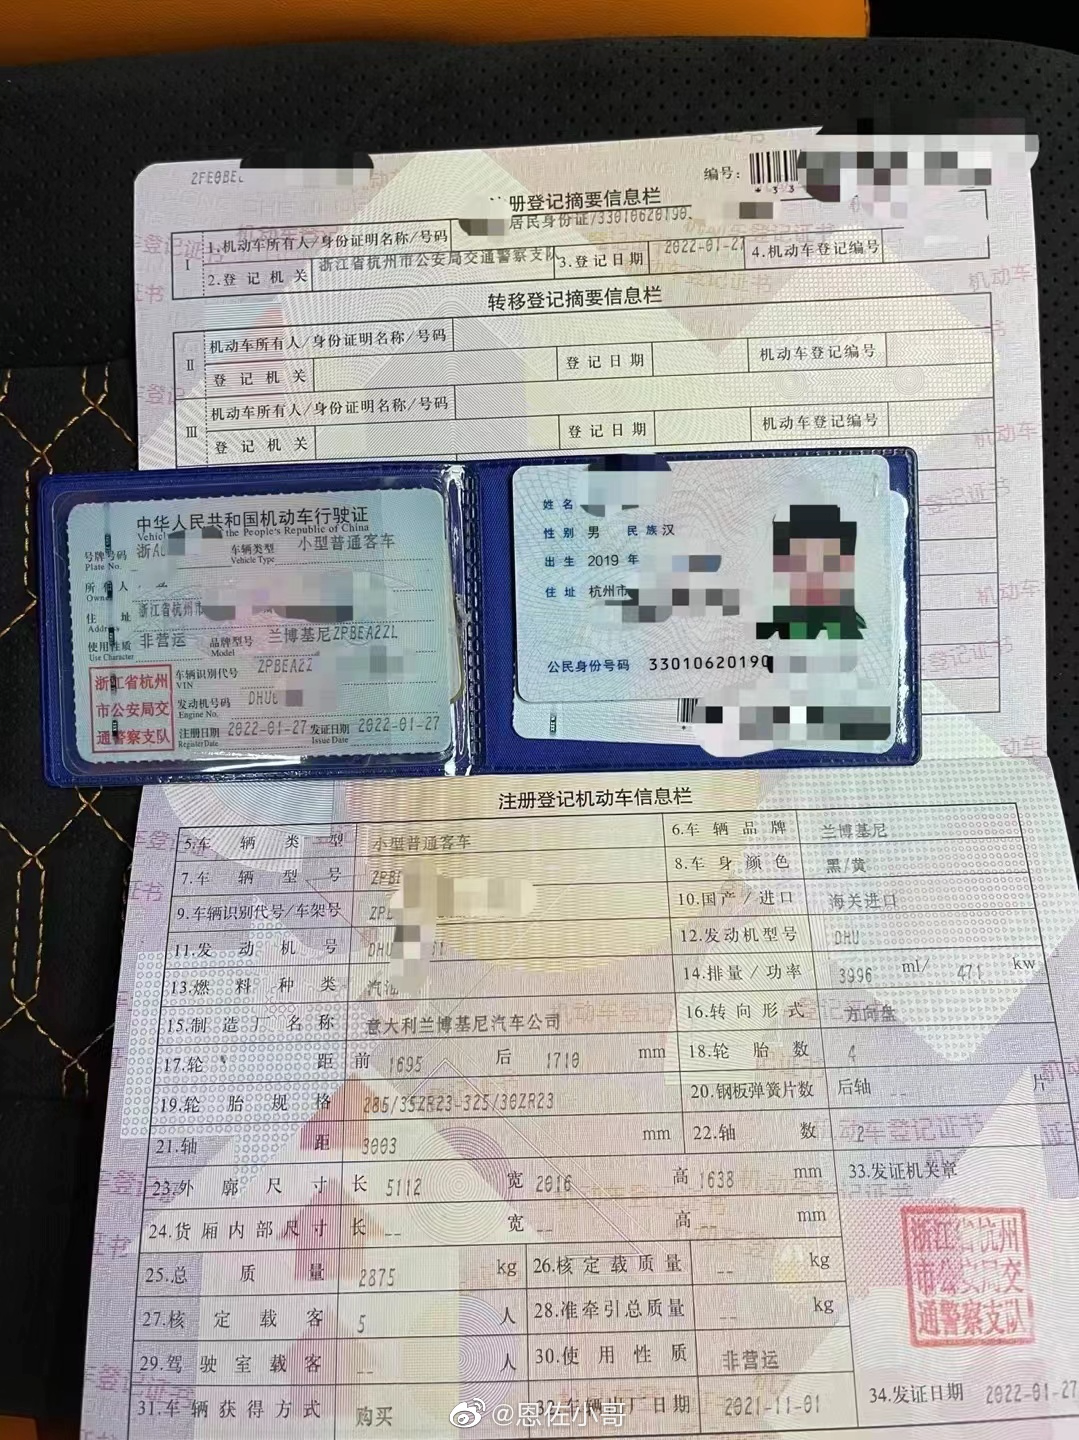 2FE0BE
编号:
*33
册登记摘要信息栏
Ⅰ 1.机动车所有人/身份证明名称/号码 居民身份证/33010620190
2.登记机关 浙江省杭州市公安局交通警察支队 3.登记日期 2022-01-27 4.机动车登记编号
转移登记摘要信息栏
Ⅱ 机动车所有人/身份证明名称/号码
登记机关 登记日期 机动车登记编号
Ⅲ 机动车所有人/身份证明名称/号码
登记机关 登记日期 机动车登记编号
中华人民共和国机动车行驶证
Vehicl the People's Republic of China
号牌号码 浙A 车辆类型 小型普通客车
Plate No. Vehicle Type
所有人
Owner
住址 浙江省杭州市
Address
使用性质 非营运 品牌型号 兰博基尼ZPBEA2ZL
Use Character Model
浙江省杭州
市公安局交
通警察支队
车辆识别代号 ZPBEA2Z
VIN
发动机号码 DHU
Engine No.
注册日期 2022-01-27 发证日期 2022-01-27
Register Date Issue Date
姓名
性别 男 民族 汉
出生 2019 年
住址 杭州市
公民身份号码 33010620190
注册登记机动车信息栏
5.车辆类型 小型普通客车 6.车辆品牌 兰博基尼
7.车辆型号 ZPB 8.车身颜色 黑/黄
9.车辆识别代号/车架号 ZP 10.国产/进口 海关进口
11.发动机号 DHU 12.发动机型号 DHU
13.燃料种类 汽油 14.排量/功率 3996 ml/ 471 kw
15.制造厂名称 意大利兰博基尼汽车公司 16.转向形式 方向盘
17.轮距 前 1695 后 1710 mm 18.轮胎数 4
19.轮胎规格 285/35ZR23-325/30ZR23 20.钢板弹簧片数 后轴 -- 片
21.轴距 3003 mm 22.轴数 2
23.外廓尺寸 长 5112 宽 2016 高 1638 mm 33.发证机关章
24.货厢内部尺寸 长 -- 宽 -- 高 -- mm
浙江省杭州
市公安局交
通警察支队
25.总质量 2875 kg 26.核定载质量 -- kg
27.核定载客 5 人 28.准牵引总质量 -- kg
29.驾驶室载客 -- 人 30.使用性质 非营运
31.车辆获得方式 购买 32.车辆出厂日期 2021-11-01 34.发证日期 2022-01-27
@恩佐小哥